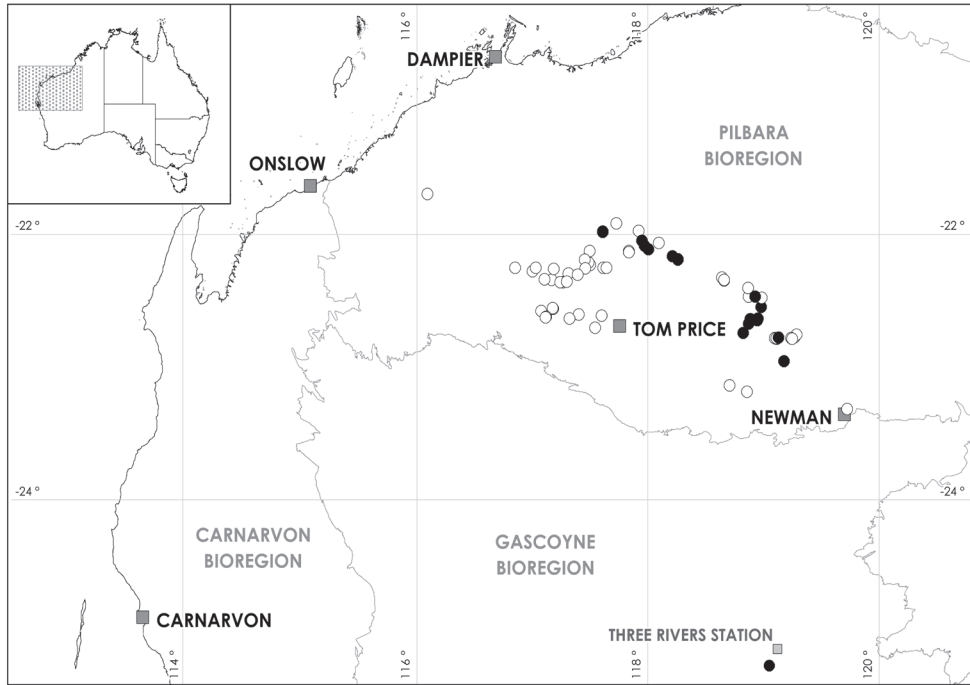 116°
118°
120°
DAMPIER
PILBARA
BIOREGION
ONSLOW
-22°
-22°
TOM PRICE
NEWMAN
-24°
-24°
CARNARVON
BIOREGION
GASCOYNE
BIOREGION
CARNARVON
THREE RIVERS STATION
114°
116°
118°
120°